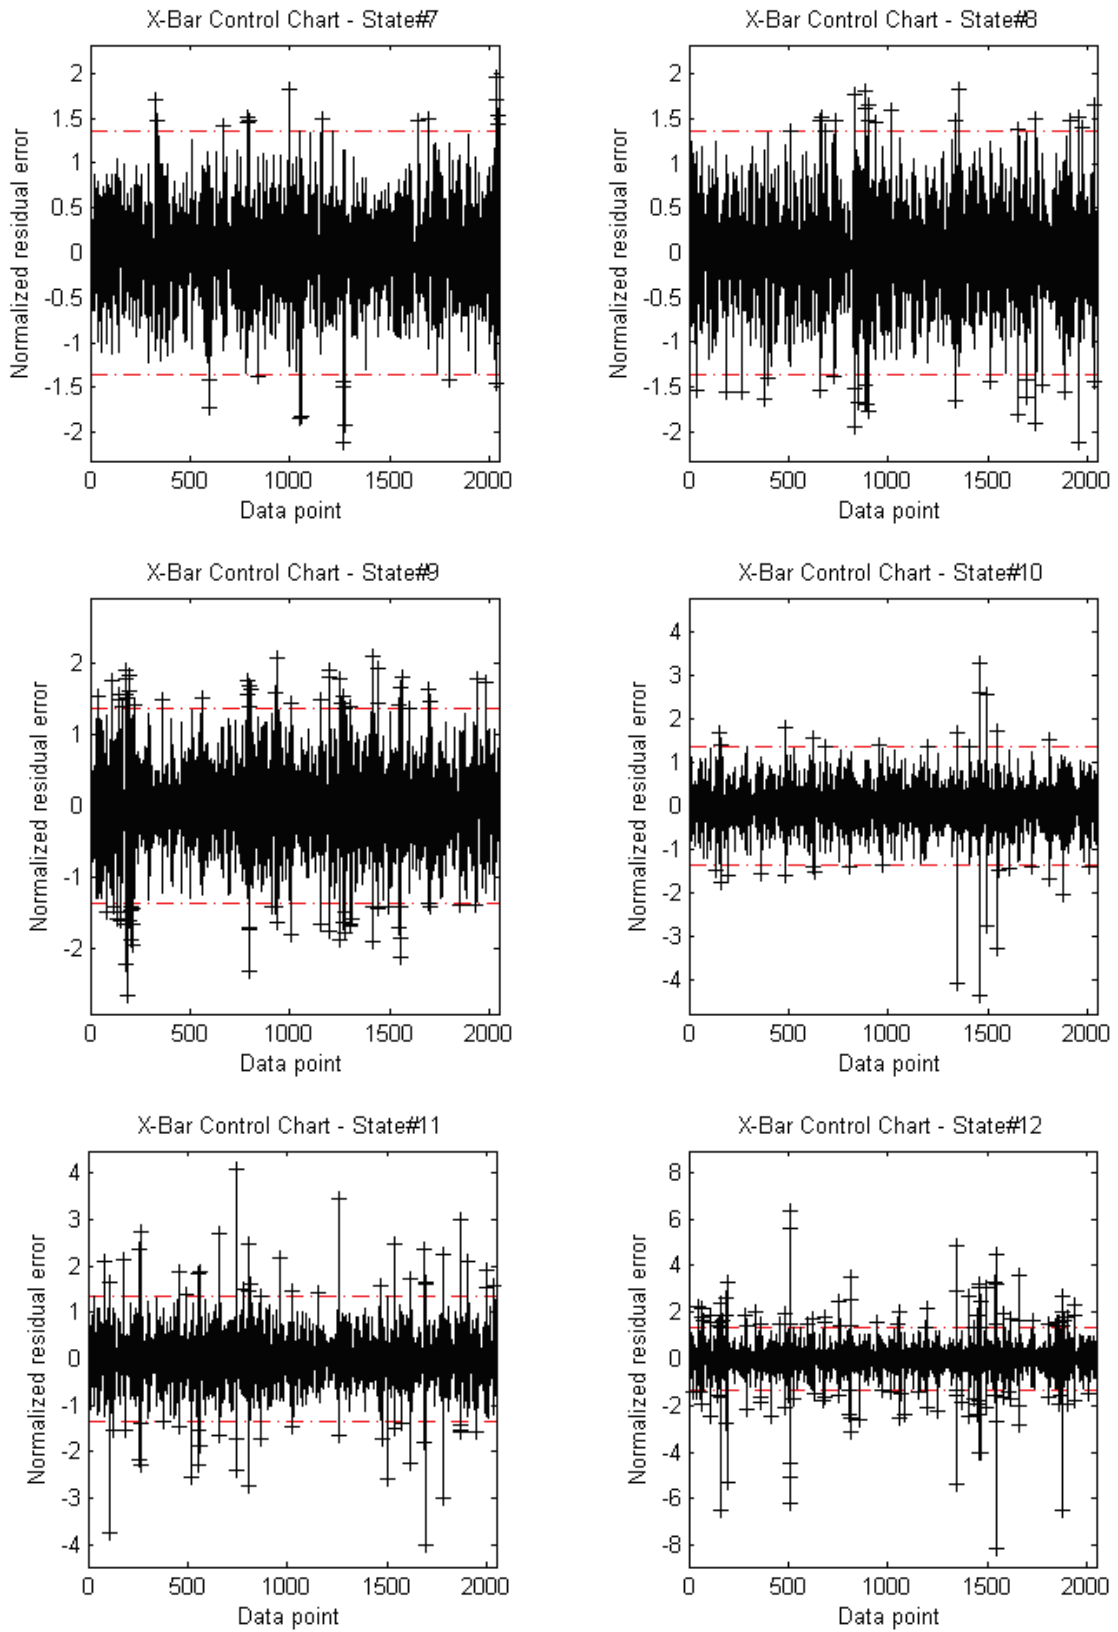 X-Bar Control Chart - State#7
Normalized residual error
2
1.5
1
0.5
0
-0.5
-1
-1.5
-2
0 500 1000 1500 2000
Data point
X-Bar Control Chart - State#8
Normalized residual error
2
1.5
1
0.5
0
-0.5
-1
-1.5
-2
0 500 1000 1500 2000
Data point
X-Bar Control Chart - State#9
Normalized residual error
2
1
0
-1
-2
0 500 1000 1500 2000
Data point
X-Bar Control Chart - State#10
Normalized residual error
4
3
2
1
0
-1
-2
-3
-4
0 500 1000 1500 2000
Data point
X-Bar Control Chart - State#11
Normalized residual error
4
3
2
1
0
-1
-2
-3
-4
0 500 1000 1500 2000
Data point
X-Bar Control Chart - State#12
Normalized residual error
8
6
4
2
0
-2
-4
-6
-8
0 500 1000 1500 2000
Data point